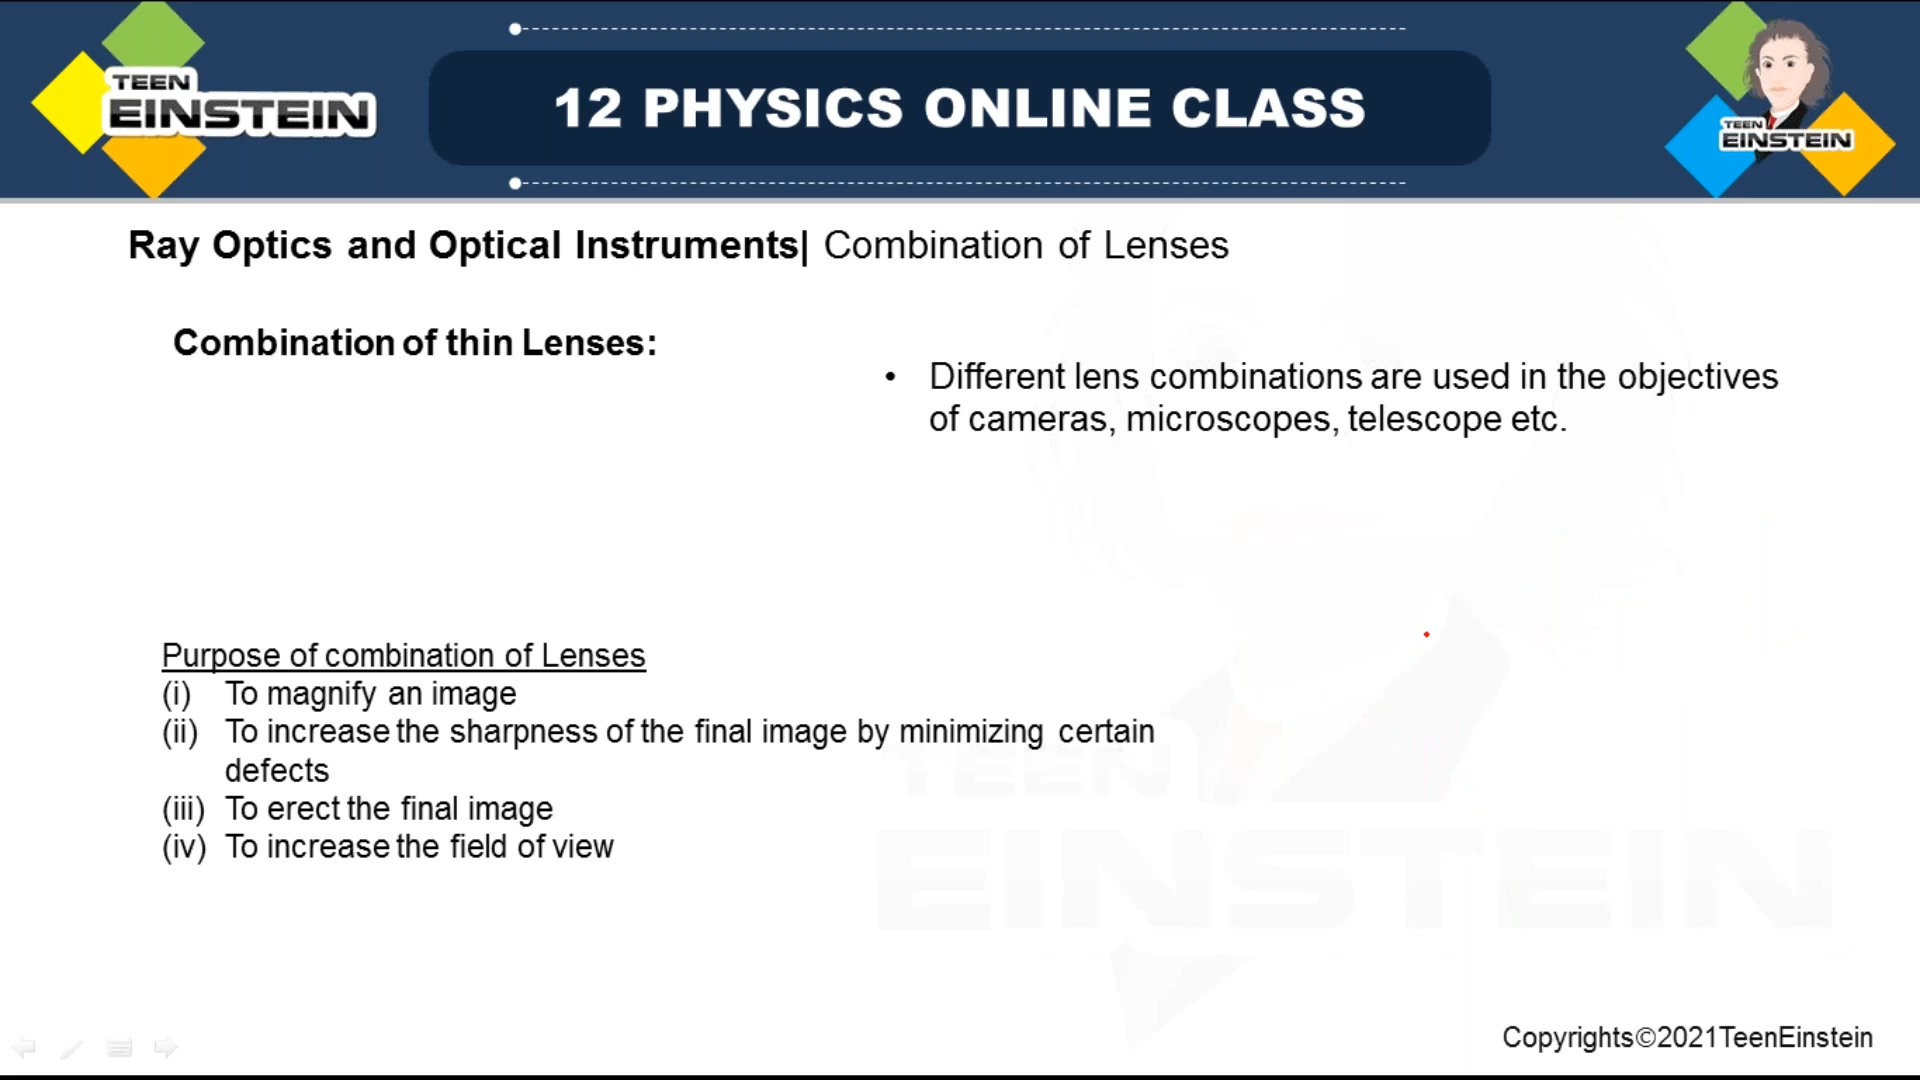 TEEN
EINSTEIN
12 PHYSICS ONLINE CLASS
TEEN
EINSTEIN
Ray Optics and Optical Instruments| Combination of Lenses
Combination of thin Lenses:
• Different lens combinations are used in the objectives
of cameras, microscopes, telescope etc.
Purpose of combination of Lenses
(i) To magnify an image
(ii) To increase the sharpness of the final image by minimizing certain
defects
(iii) To erect the final image
(iv) To increase the field of view
TEEN
EINSTEIN
Copyrights©2021TeenEinstein